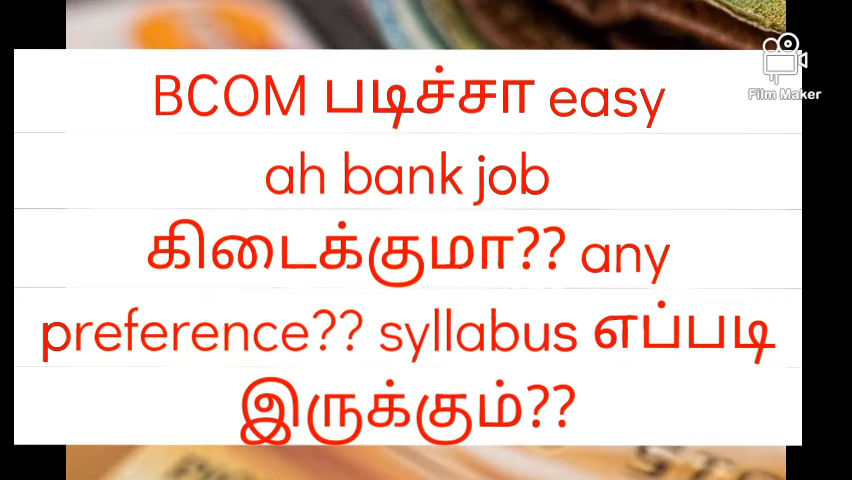 BCOM படிச்சா easy
ah bank job
கிடைக்குமா?? any
preference?? syllabus எப்படி
இருக்கும்??
Film Maker